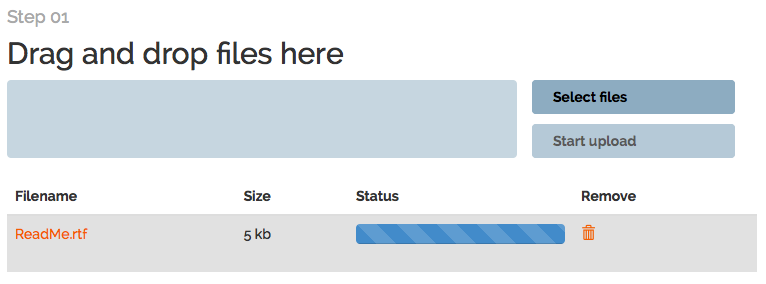 Step 01
Drag and drop files here
Select files
Start upload
Filename Size Status Remove
ReadMe.rtf 5 kb